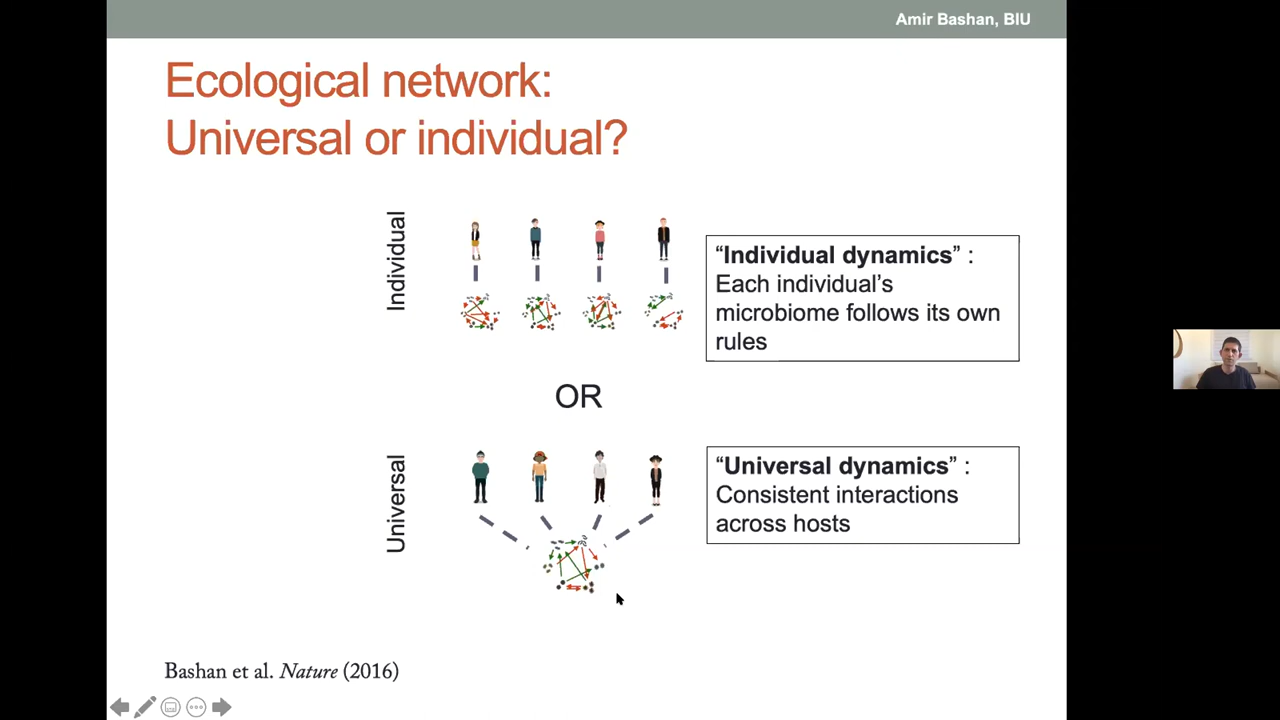 Amir Bashan, BIU
Ecological network:
Universal or individual?
Individual
“Individual dynamics” :
Each individual’s
microbiome follows its own
rules
OR
Universal
“Universal dynamics” :
Consistent interactions
across hosts
Bashan et al. Nature (2016)